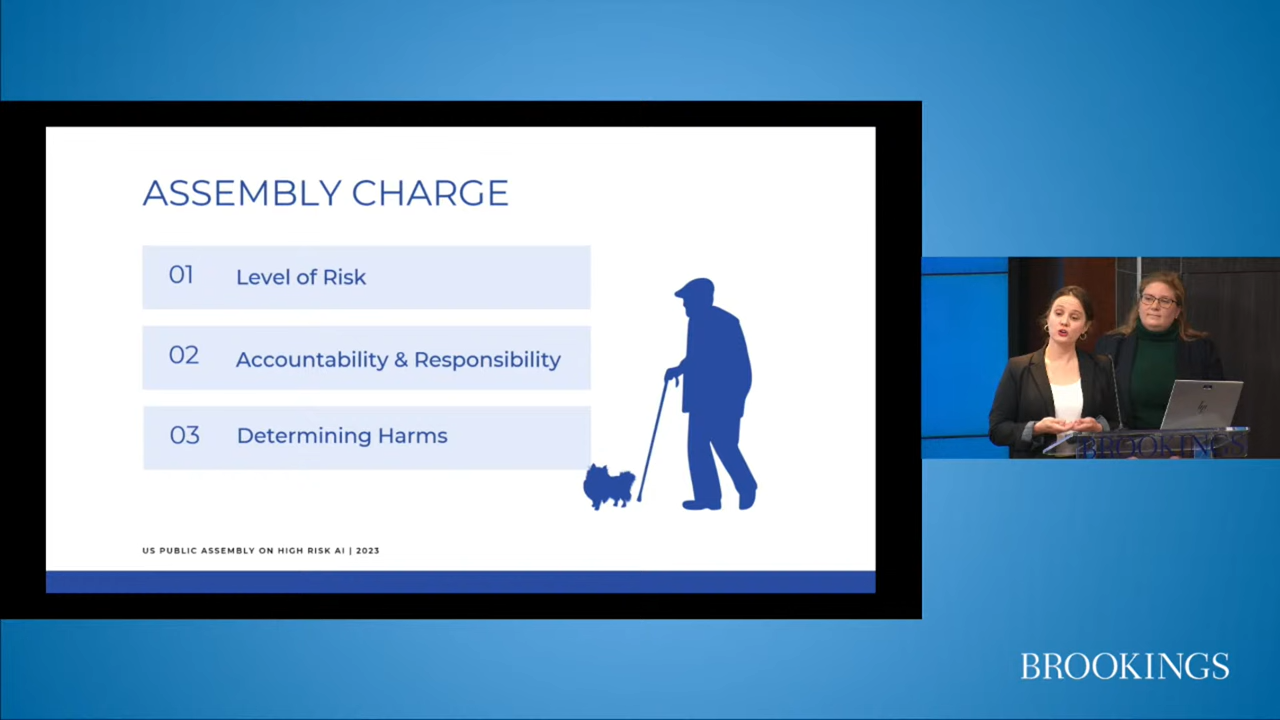 ASSEMBLY CHARGE
01 Level of Risk
02 Accountability & Responsibility
03 Determining Harms
US PUBLIC ASSEMBLY ON HIGH RISK AI | 2023
BROOKINGS
BROOKINGS